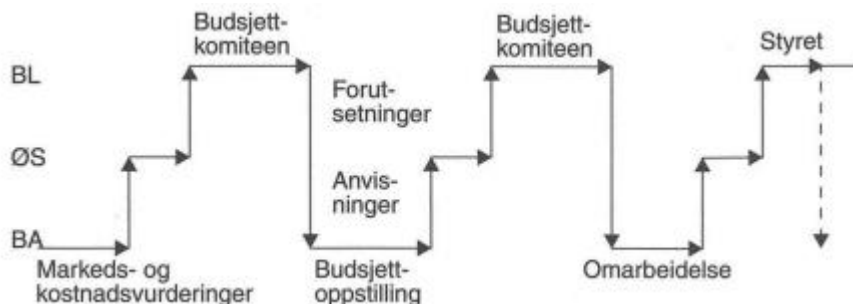 Budsjett-
komiteen
Budsjett-
komiteen
Styret
BL
Forut-
setninger
ØS
Anvis-
ninger
BA
Markeds- og
kostnadsvurderinger
Budsjett-
oppstilling
Omarbeidelse